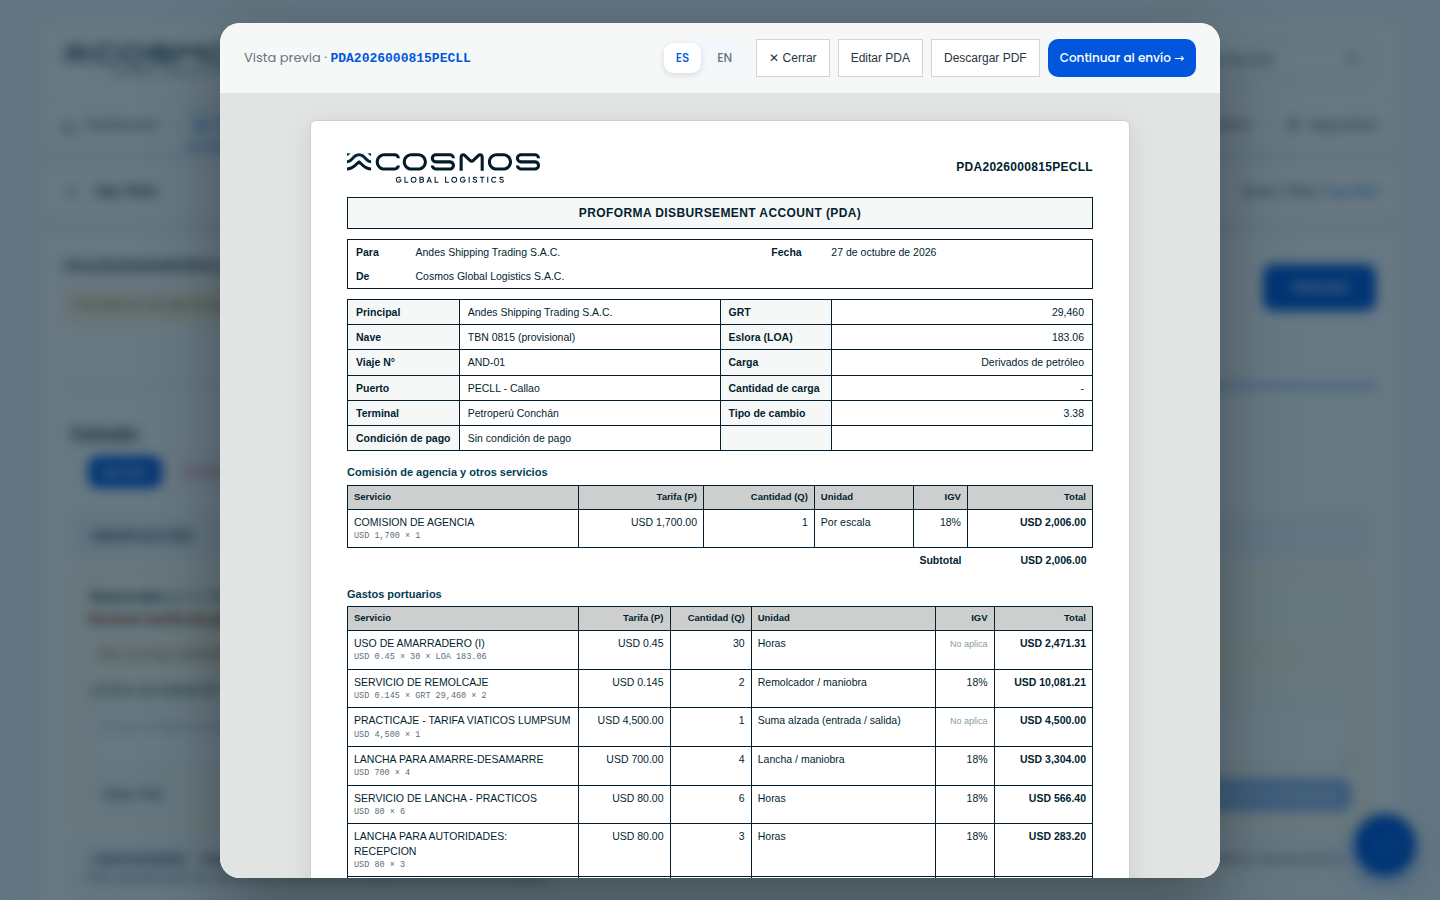 Vista previa · PDA2026000815PECLL
ES EN ✕ Cerrar Editar PDA Descargar PDF Continuar al envío →
COSMOS
GLOBAL LOGISTICS
PDA2026000815PECLL
PROFORMA DISBURSEMENT ACCOUNT (PDA)
Para Andes Shipping Trading S.A.C. Fecha 27 de octubre de 2026
De Cosmos Global Logistics S.A.C.
Principal Andes Shipping Trading S.A.C. GRT 29,460
Nave TBN 0815 (provisional) Eslora (LOA) 183.06
Viaje N° AND-01 Carga Derivados de petróleo
Puerto PECLL - Callao Cantidad de carga -
Terminal Petroperú Conchán Tipo de cambio 3.38
Condición de pago Sin condición de pago
Comisión de agencia y otros servicios
Servicio Tarifa (P) Cantidad (Q) Unidad IGV Total
COMISION DE AGENCIA USD 1,700.00 1 Por escala 18% USD 2,006.00
USD 1,700 × 1
Subtotal USD 2,006.00
Gastos portuarios
Servicio Tarifa (P) Cantidad (Q) Unidad IGV Total
USO DE AMARRADERO (I) USD 0.45 30 Horas No aplica USD 2,471.31
USD 0.45 × 30 × LOA 183.06
SERVICIO DE REMOLCAJE USD 0.145 2 Remolcador / maniobra 18% USD 10,081.21
USD 0.145 × GRT 29,460 × 2
PRACTICAJE - TARIFA VIATICOS LUMPSUM USD 4,500.00 1 Suma alzada (entrada / salida) No aplica USD 4,500.00
USD 4,500 × 1
LANCHA PARA AMARRE-DESAMARRE USD 700.00 4 Lancha / maniobra 18% USD 3,304.00
USD 700 × 4
SERVICIO DE LANCHA - PRACTICOS USD 80.00 6 Horas 18% USD 566.40
USD 80 × 6
LANCHA PARA AUTORIDADES: USD 80.00 3 Horas 18% USD 283.20
RECEPCION
USD 80 × 3